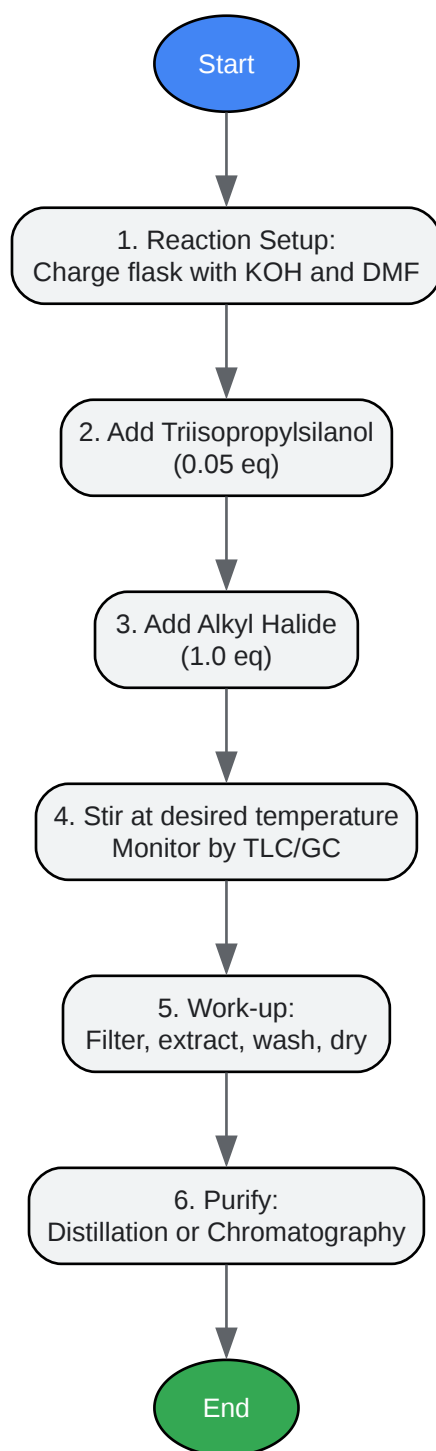 Start
1. Reaction Setup:
Charge flask with KOH and DMF
2. Add Triisopropylsilanol
(0.05 eq)
3. Add Alkyl Halide
(1.0 eq)
4. Stir at desired temperature
Monitor by TLC/GC
5. Work-up:
Filter, extract, wash, dry
6. Purify:
Distillation or Chromatography
End